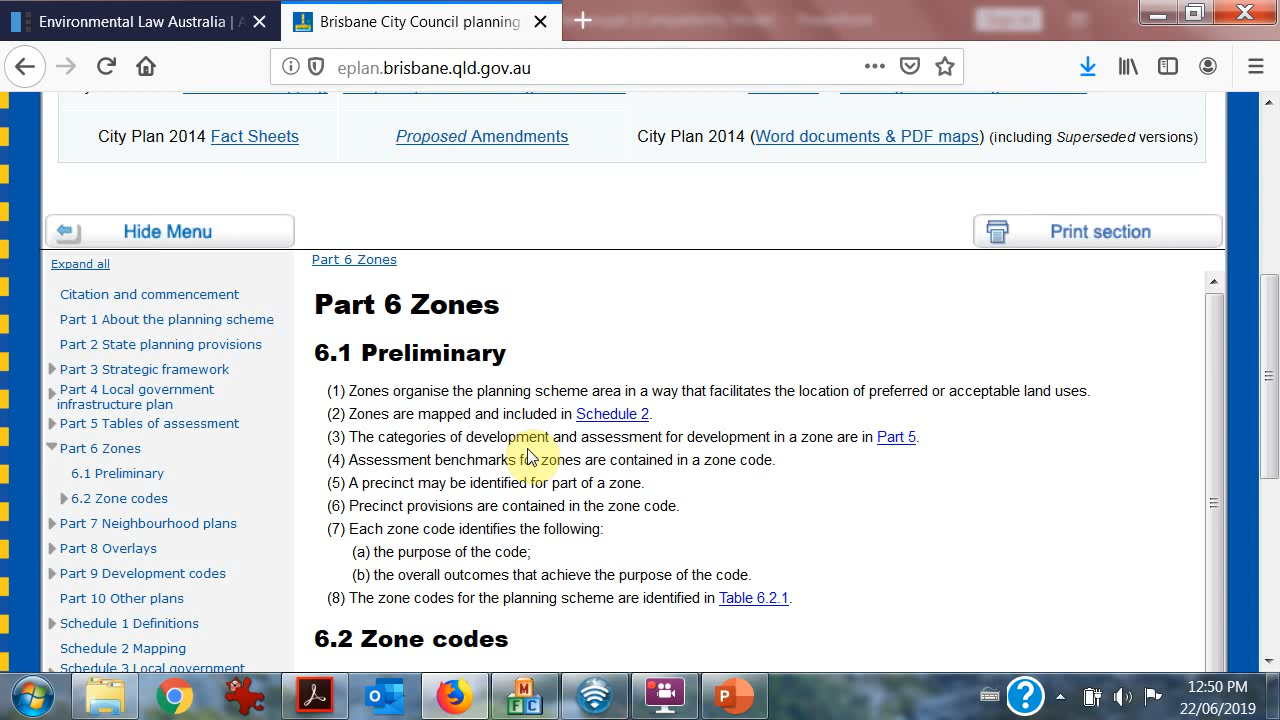 Environmental Law Australia | A
Brisbane City Council planning
eplan.brisbane.qld.gov.au
City Plan 2014 Fact Sheets
Proposed Amendments
City Plan 2014 (Word documents & PDF maps) (including Superseded versions)
Hide Menu
Print section
Expand all
Citation and commencement
Part 1 About the planning scheme
Part 2 State planning provisions
Part 3 Strategic framework
Part 4 Local government
infrastructure plan
Part 5 Tables of assessment
Part 6 Zones
6.1 Preliminary
6.2 Zone codes
Part 7 Neighbourhood plans
Part 8 Overlays
Part 9 Development codes
Part 10 Other plans
Schedule 1 Definitions
Schedule 2 Mapping
Schedule 3 Local government
Part 6 Zones
Part 6 Zones
6.1 Preliminary
(1) Zones organise the planning scheme area in a way that facilitates the location of preferred or acceptable land uses.
(2) Zones are mapped and included in Schedule 2.
(3) The categories of development and assessment for development in a zone are in Part 5.
(4) Assessment benchmarks for zones are contained in a zone code.
(5) A precinct may be identified for part of a zone.
(6) Precinct provisions are contained in the zone code.
(7) Each zone code identifies the following:
(a) the purpose of the code;
(b) the overall outcomes that achieve the purpose of the code.
(8) The zone codes for the planning scheme are identified in Table 6.2.1.
6.2 Zone codes
M
F C
P
12:50 PM
22/06/2019